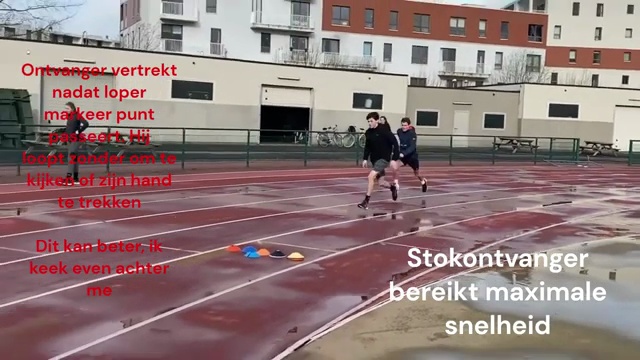 Ontvanger vertrekt
nadat loper
markeer punt
passeert. Hij
loopt zonder om te
kijken of zijn hand
te trekken
Dit kan beter, ik
keek even achter
me
Stokontvanger
bereikt maximale
snelheid